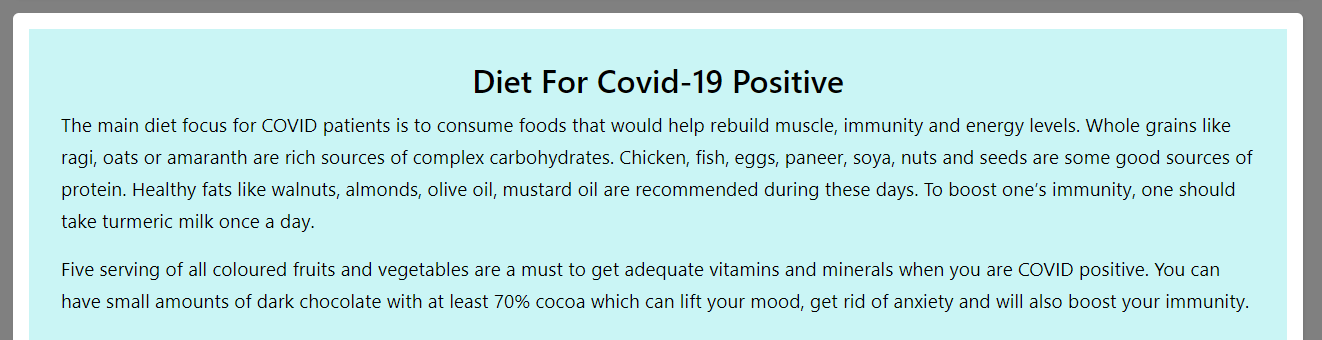 Diet For Covid-19 Positive
The main diet focus for COVID patients is to consume foods that would help rebuild muscle, immunity and energy levels. Whole grains like
ragi, oats or amaranth are rich sources of complex carbohydrates. Chicken, fish, eggs, paneer, soya, nuts and seeds are some good sources of
protein. Healthy fats like walnuts, almonds, olive oil, mustard oil are recommended during these days. To boost one's immunity, one should
take turmeric milk once a day.
Five serving of all coloured fruits and vegetables are a must to get adequate vitamins and minerals when you are COVID positive. You can
have small amounts of dark chocolate with at least 70% cocoa which can lift your mood, get rid of anxiety and will also boost your immunity.